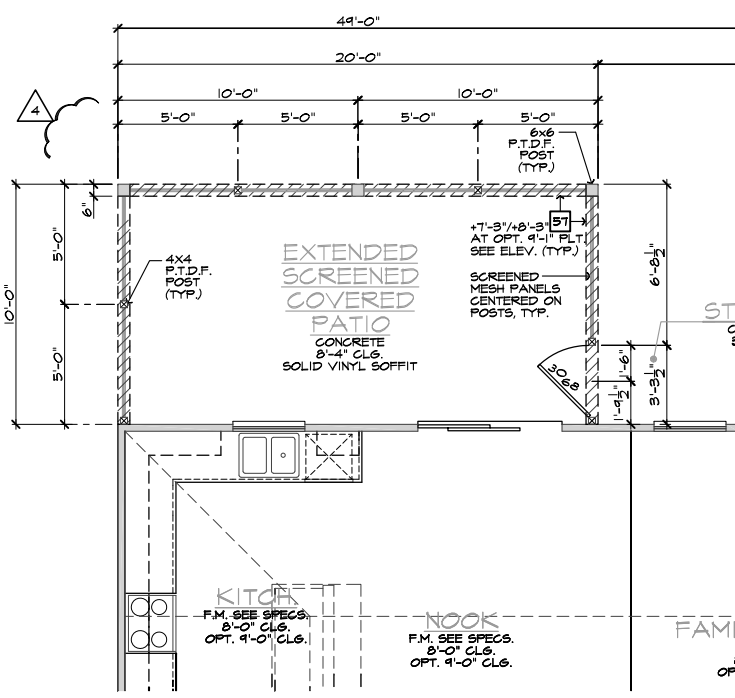 49'-0"
20'-0"
10'-0" 10'-0"
5'-0" 5'-0" 5'-0" 5'-0"
4
6x6
P.T.D.F.
POST
(TYP.)
6"
5'-0"
10'-0"
5'-0"
4X4
P.T.D.F.
POST
(TYP.)
EXTENDED
SCREENED
COVERED
PATIO
CONCRETE
8'-4" CLG.
SOLID VINYL SOFFIT
57
+7'-3"/+8'-3"
AT OPT. 9'-1" PLT.
SEE ELEV. (TYP.)
SCREENED
MESH PANELS
CENTERED ON
POSTS, TYP.
6'-8 1/2"
ST
30
68
1'-6"
1'-9 1/2"
3'-3 1/2"
KITCH
F.M. SEE SPECS.
8'-0" CLG.
OPT. 9'-0" CLG.
NOOK
F.M. SEE SPECS.
8'-0" CLG.
OPT. 9'-0" CLG.
FAMI
OP